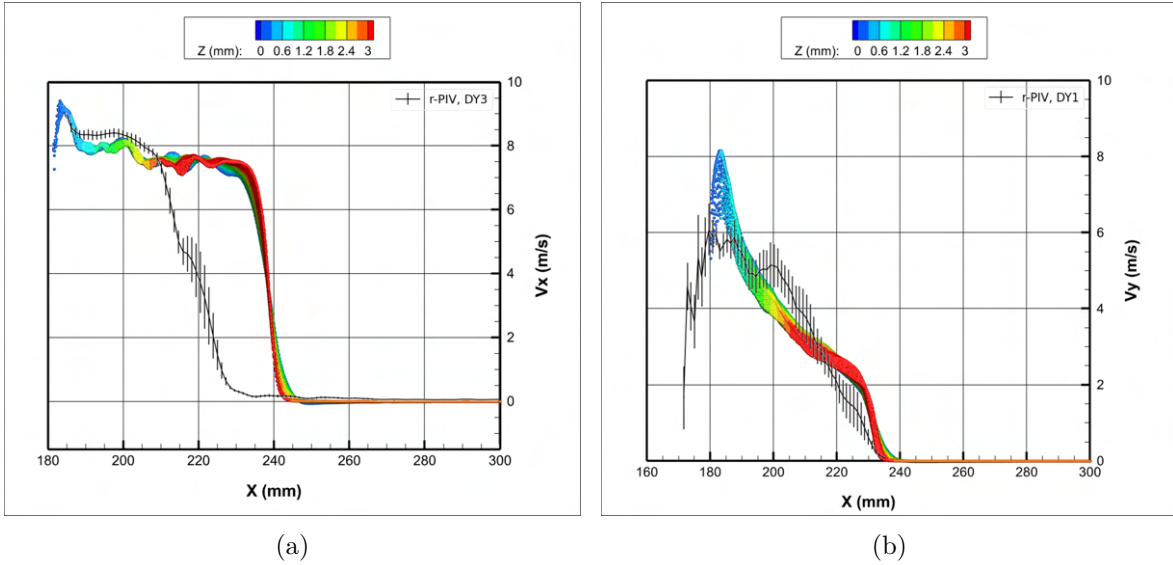 Z (mm): 0 0.6 1.2 1.8 2.4 3
r-PIV, DY3
10
8
6
4
2
0
Vx (m/s)
180 200 220 240 260 280 300
X (mm)
(a)
Z (mm): 0 0.6 1.2 1.8 2.4 3
r-PIV, DY1
10
8
6
4
2
0
Vy (m/s)
160 180 200 220 240 260 280 300
X (mm)
(b)